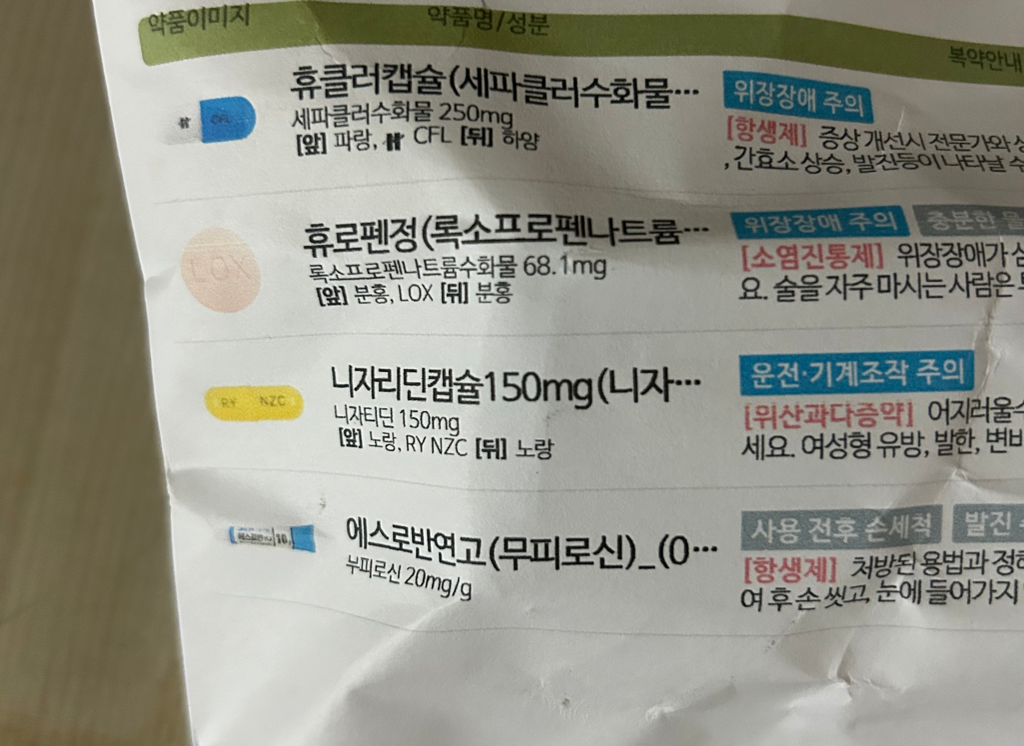 약품이미지 약품명/성분 복약안내
휴클러캡슐(세파클러수화물…
세파클러수화물 250mg
[앞] 파랑, CFL [뒤] 하양
CFL
위장장애 주의
[항생제] 증상 개선시 전문가와
, 간효소 상승, 발진등이 나타날
휴로펜정(록소프로펜나트륨…
록소프로펜나트륨수화물 68.1mg
[앞] 분홍, LOX [뒤] 분홍
LOX
위장장애 주의 충분한
[소염진통제] 위장장애가
요. 술을 자주 마시는 사람은
니자리딘캡슐150mg(니자…
니자티딘 150mg
[앞] 노랑, RY NZC [뒤] 노랑
RY NZC
운전·기계조작 주의
[위산과다증약] 어지러울
세요. 여성형 유방, 발한, 변비
에스로반연고(무피로신)_(0…
무피로신 20mg/g
사용 전후 손세척 발진
[항생제] 처방된 용법과
여 후 손 씻고, 눈에 들어가지